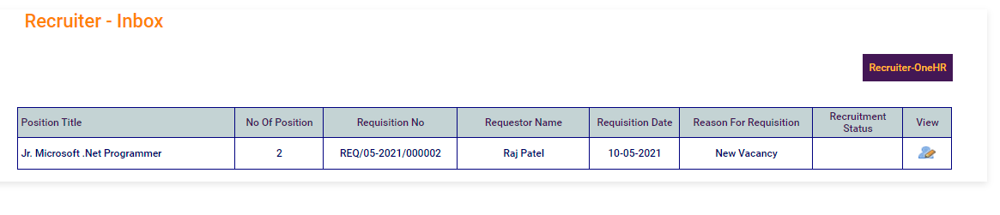 Recruiter - Inbox
Recruiter-OneHR
Position Title No Of Position Requisition No Requestor Name Requisition Date Reason For Requisition Recruitment Status View
Jr. Microsoft .Net Programmer 2 REQ/05-2021/000002 Raj Patel 10-05-2021 New Vacancy